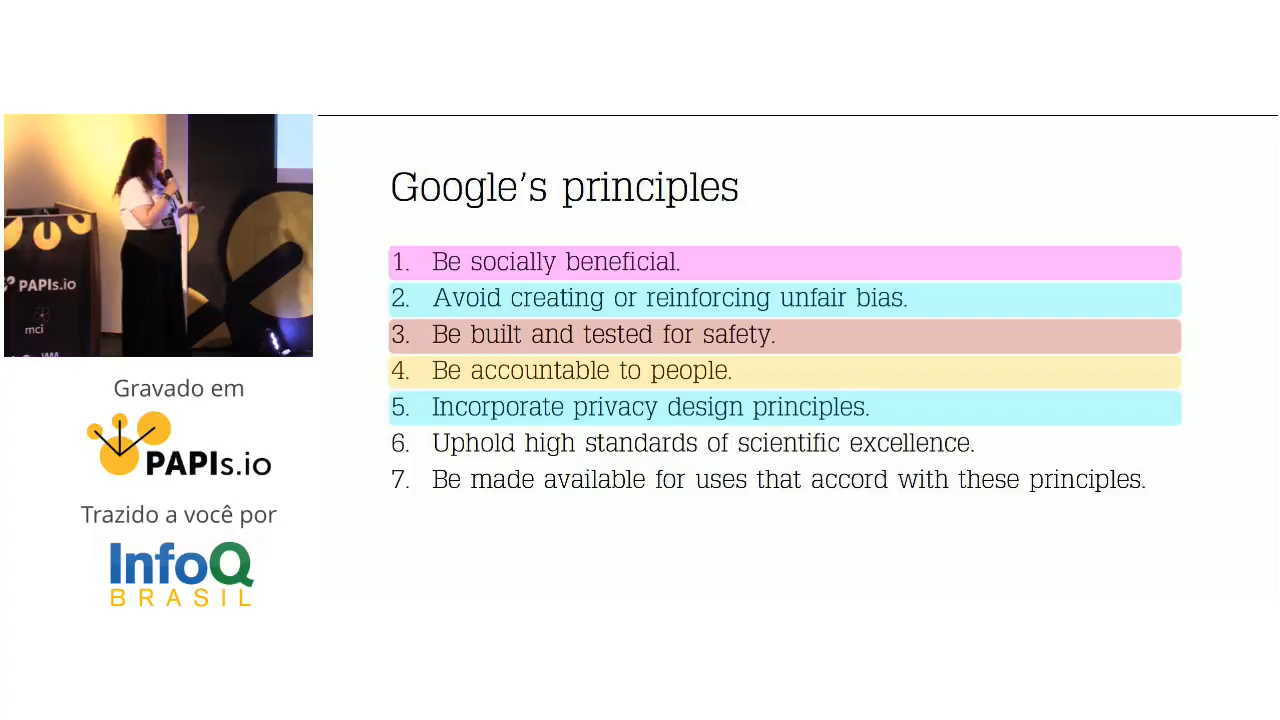 Google's principles
1. Be socially beneficial.
2. Avoid creating or reinforcing unfair bias.
3. Be built and tested for safety.
4. Be accountable to people.
5. Incorporate privacy design principles.
6. Uphold high standards of scientific excellence.
7. Be made available for uses that accord with these principles.
PAPIs.io
mci
Gravado em
PAPIs.io
Trazido a você por
InfoQ
BRASIL